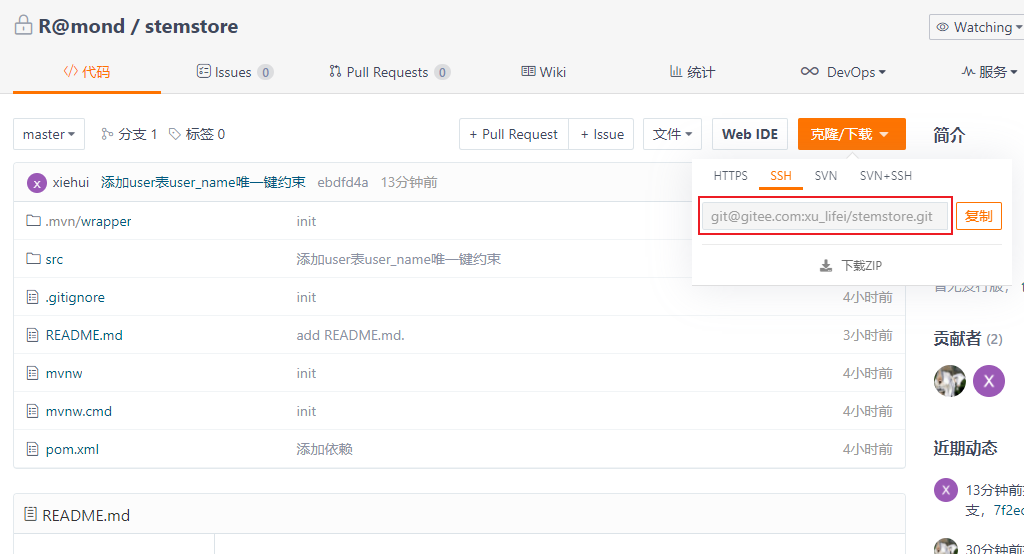 R@mond / stemstore
Watching
代码 Issues 0 Pull Requests 0 Wiki 统计 DevOps 服务
master 分支 1 标签 0 + Pull Request + Issue 文件 Web IDE 克隆/下载
简介
HTTPS SSH SVN SVN+SSH
git@gitee.com:xu_lifei/stemstore.git 复制
下载ZIP
X xiehui 添加user表user_name唯一键约束 ebdfd4a 13分钟前
.mvn/wrapper init
src 添加user表user_name唯一键约束
.gitignore init 4小时前
README.md add README.md. 3小时前
mvnw init 4小时前
mvnw.cmd init 4小时前
pom.xml 添加依赖 4小时前
暂无发行版，
贡献者 (2)
X
近期动态
X 13分钟前
支，7f2ec
30分钟前
README.md